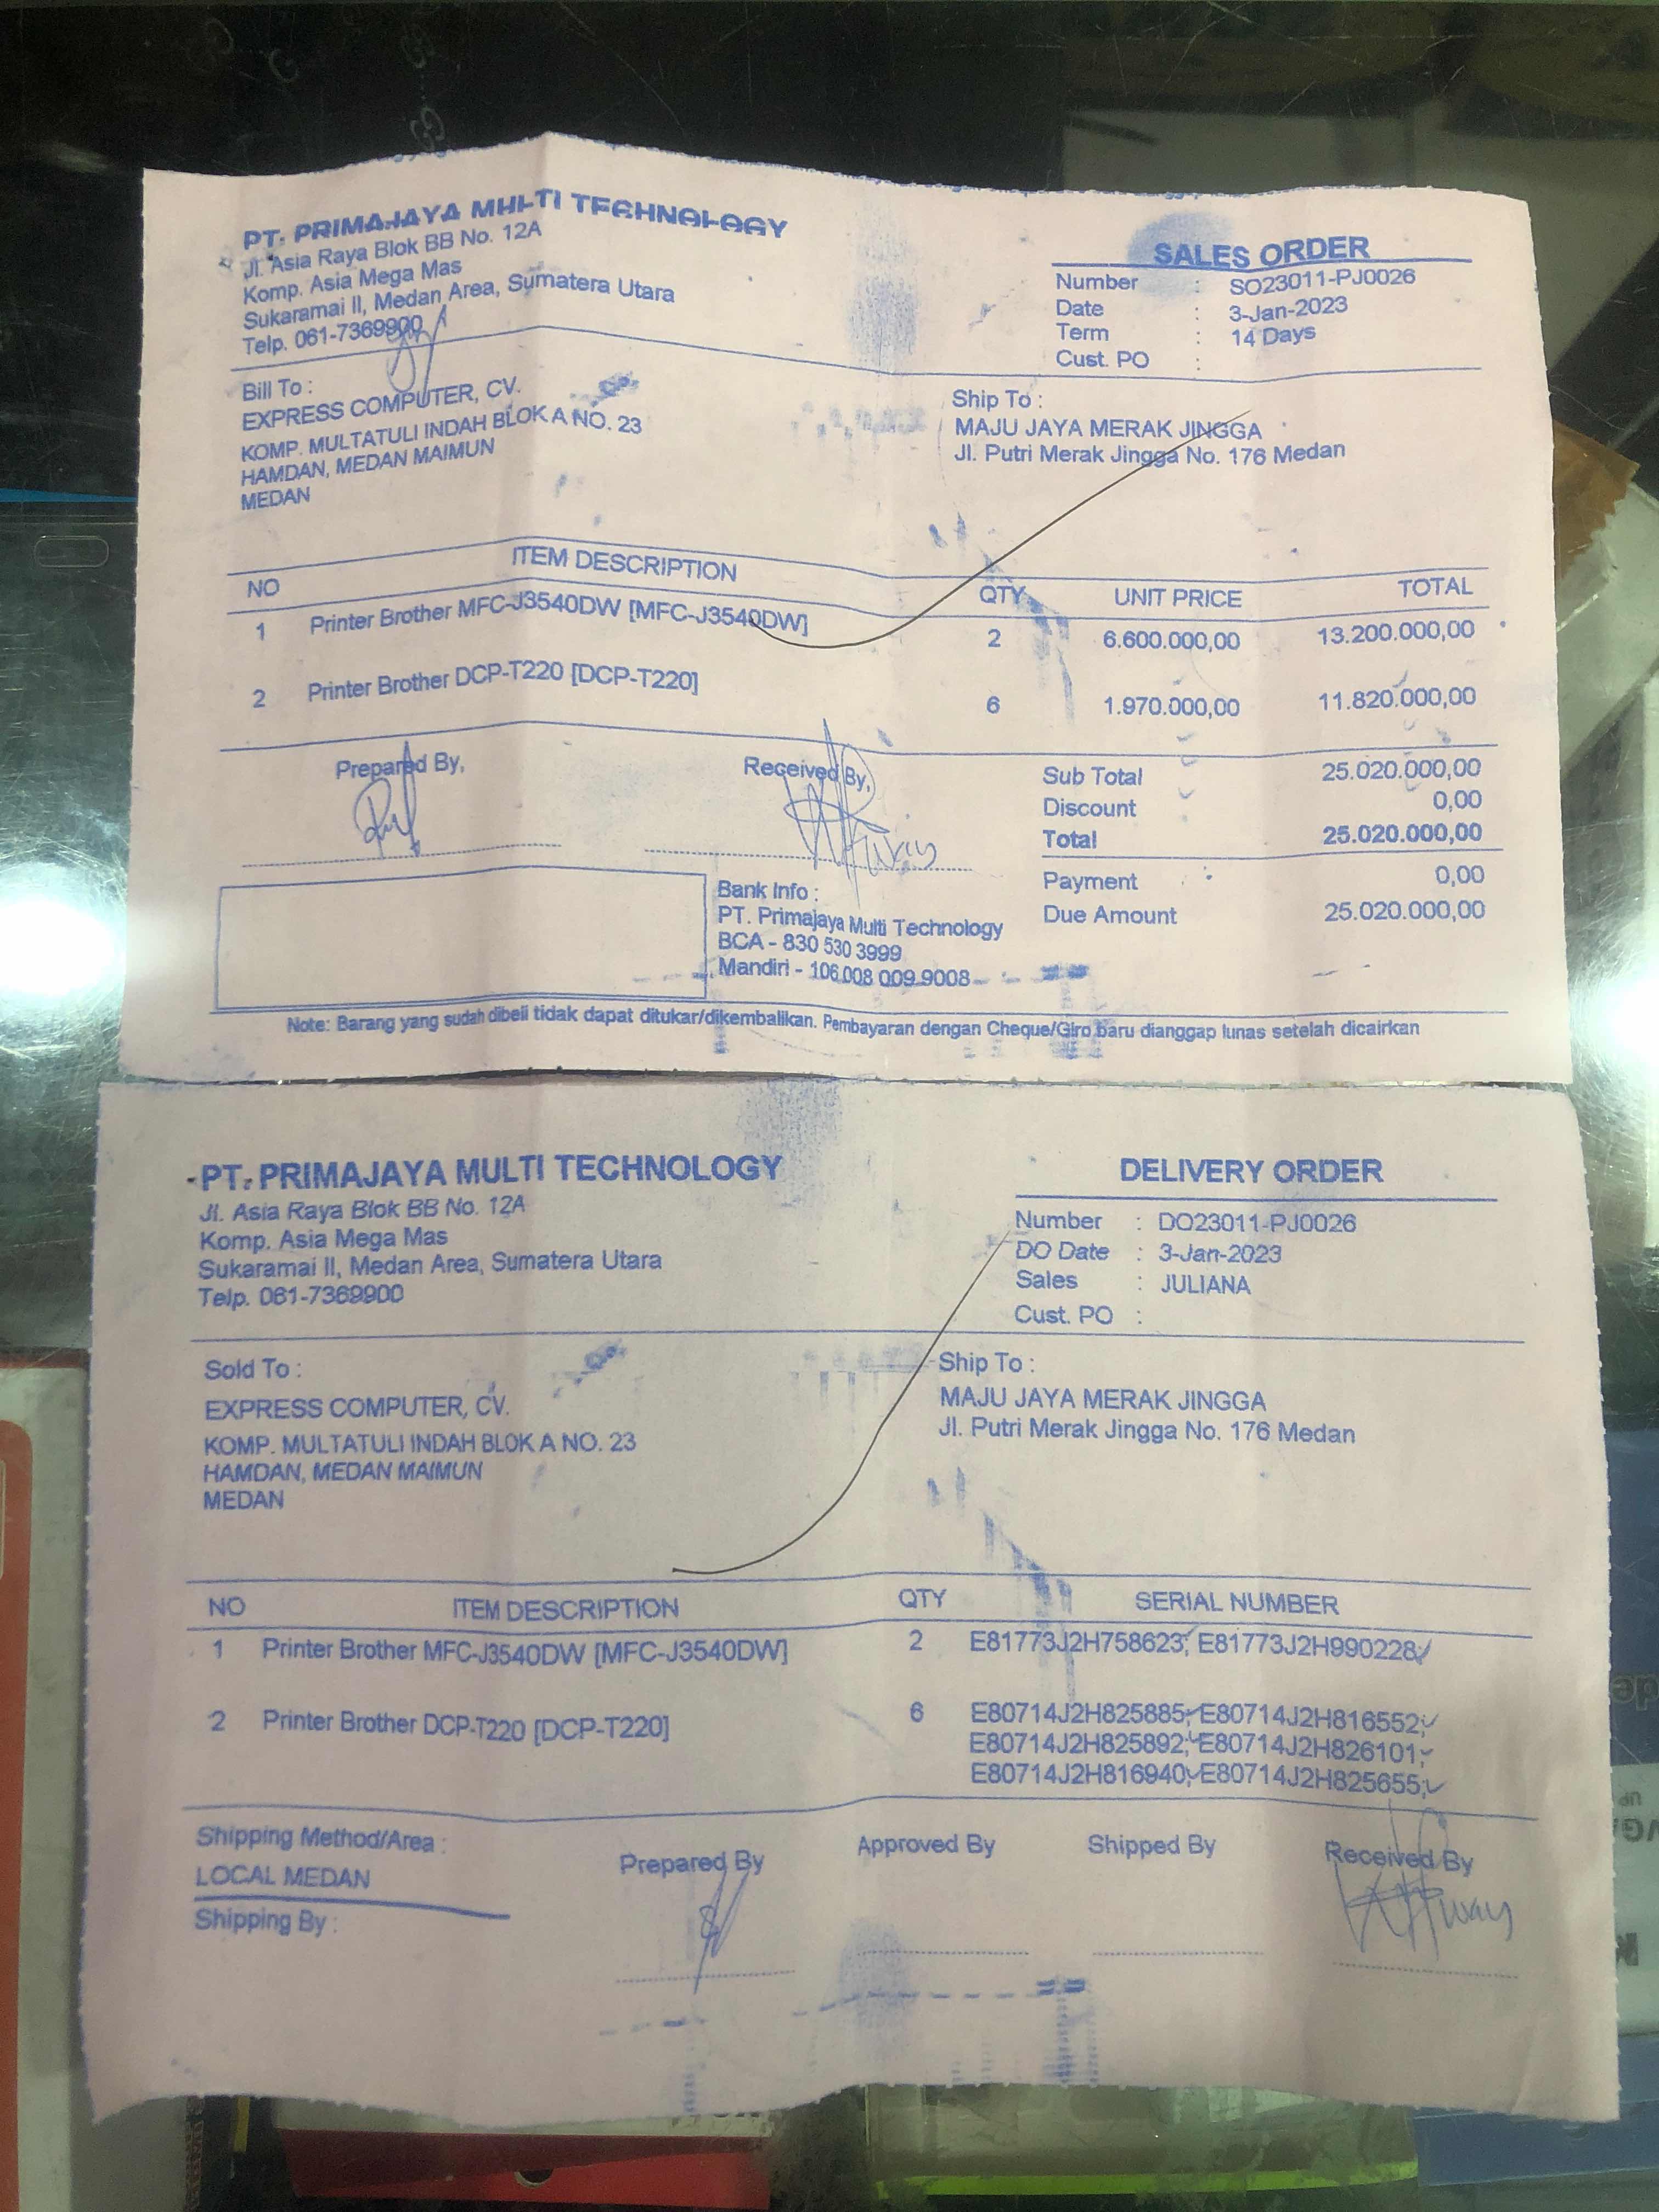 PT. PRIMAJAYA MULTI TECHNOLOGY
Jl. Asia Raya Blok BB No. 12A
Komp. Asia Mega Mas
Sukaramai II, Medan Area, Sumatera Utara
Telp. 061-7369900
SALES ORDER
Number : SO23011-PJ0026
Date : 3-Jan-2023
Term : 14 Days
Cust. PO :
Bill To :
EXPRESS COMPUTER, CV.
KOMP. MULTATULI INDAH BLOK A NO. 23
HAMDAN, MEDAN MAIMUN
MEDAN
Ship To :
MAJU JAYA MERAK JINGGA
Jl. Putri Merak Jingga No. 176 Medan
NO ITEM DESCRIPTION QTY UNIT PRICE TOTAL
1 Printer Brother MFC-J3540DW [MFC-J3540DW] 2 6.600.000,00 13.200.000,00
2 Printer Brother DCP-T220 [DCP-T220] 6 1.970.000,00 11.820.000,00
Prepared By,
Received By,
Sub Total 25.020.000,00
Discount 0,00
Total 25.020.000,00
Payment 0,00
Due Amount 25.020.000,00
Bank Info :
PT. Primajaya Multi Technology
BCA - 830 530 3999
Mandiri - 106 008 009 9008
Note: Barang yang sudah dibeli tidak dapat ditukar/dikembalikan. Pembayaran dengan Cheque/Giro baru dianggap lunas setelah dicairkan
PT. PRIMAJAYA MULTI TECHNOLOGY
Jl. Asia Raya Blok BB No. 12A
Komp. Asia Mega Mas
Sukaramai II, Medan Area, Sumatera Utara
Telp. 061-7369900
DELIVERY ORDER
Number : DO23011-PJ0026
DO Date : 3-Jan-2023
Sales : JULIANA
Cust. PO :
Sold To :
EXPRESS COMPUTER, CV.
KOMP. MULTATULI INDAH BLOK A NO. 23
HAMDAN, MEDAN MAIMUN
MEDAN
Ship To :
MAJU JAYA MERAK JINGGA
Jl. Putri Merak Jingga No. 176 Medan
NO ITEM DESCRIPTION QTY SERIAL NUMBER
1 Printer Brother MFC-J3540DW [MFC-J3540DW] 2 E81773J2H758623; E81773J2H990228;
2 Printer Brother DCP-T220 [DCP-T220] 6 E80714J2H825885; E80714J2H816552;
E80714J2H825892; E80714J2H826101;
E80714J2H816940; E80714J2H825655;
Shipping Method/Area :
LOCAL MEDAN
Shipping By :
Prepared By
Approved By
Shipped By
Received By